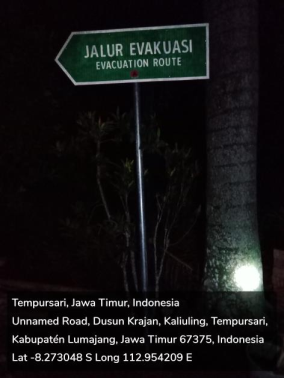 JALUR EVAKUASI
EVACUATION ROUTE
Tempursari, Jawa Timur, Indonesia
Unnamed Road, Dusun Krajan, Kaliuling, Tempursari,
Kabupatén Lumajang, Jawa Timur 67375, Indonesia
Lat -8.273048 S Long 112.954209 E